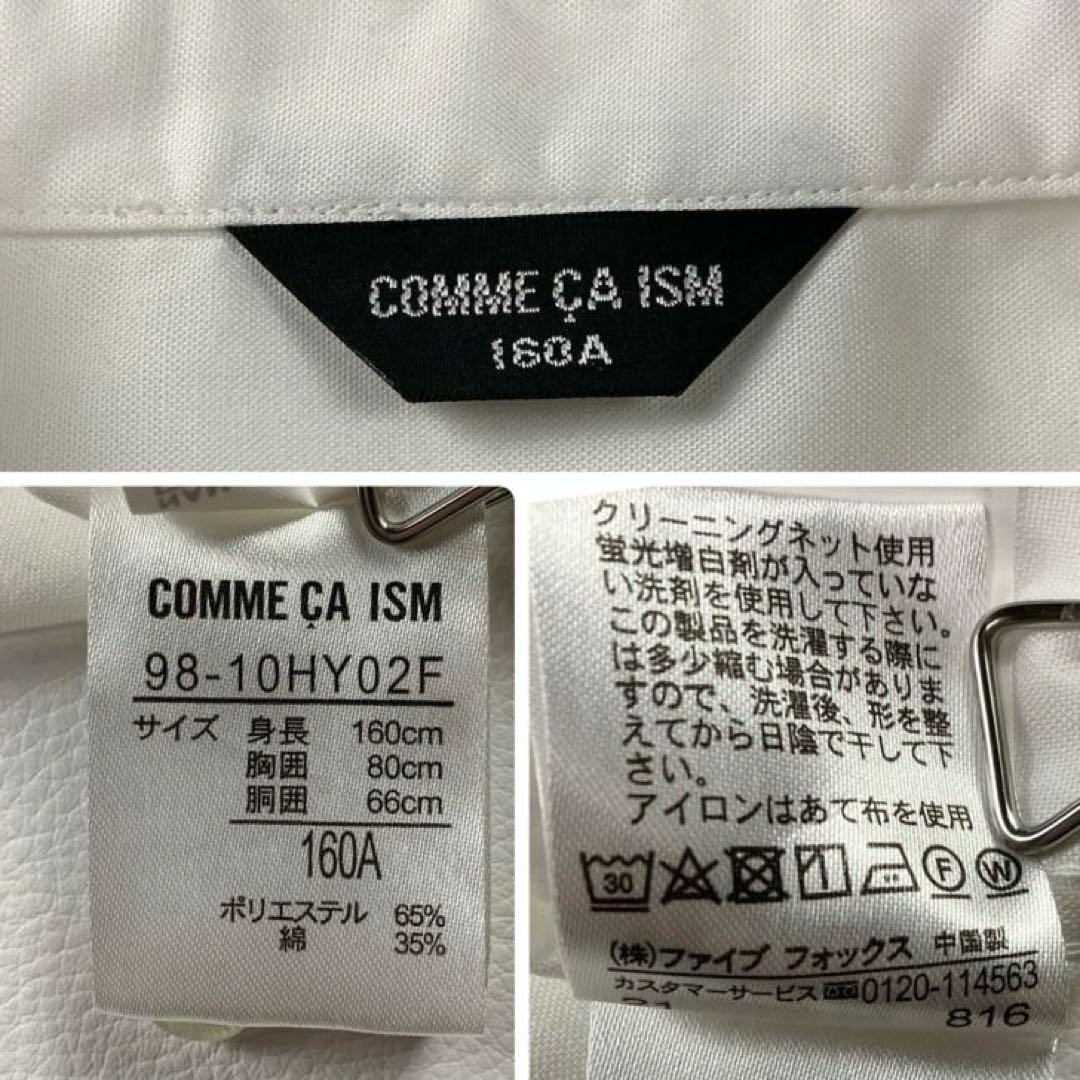 COMME ÇA ISM
160A
COMME ÇA ISM
98-10HY02F
サイズ 身長 160cm
胸囲 80cm
胴囲 66cm
160A
ポリエステル 65%
綿 35%
クリーニングネット使用
蛍光増白剤が入っていな
い洗剤を使用して下さい。
この製品を洗濯する際に
は多少縮む場合がありま
すので、洗濯後、形を整
えてから日陰で干して下
さい。
アイロンはあて布を使用
30 F W
(株)ファイブ フォックス 中国製
カスタマーサービス 0120-114563
816